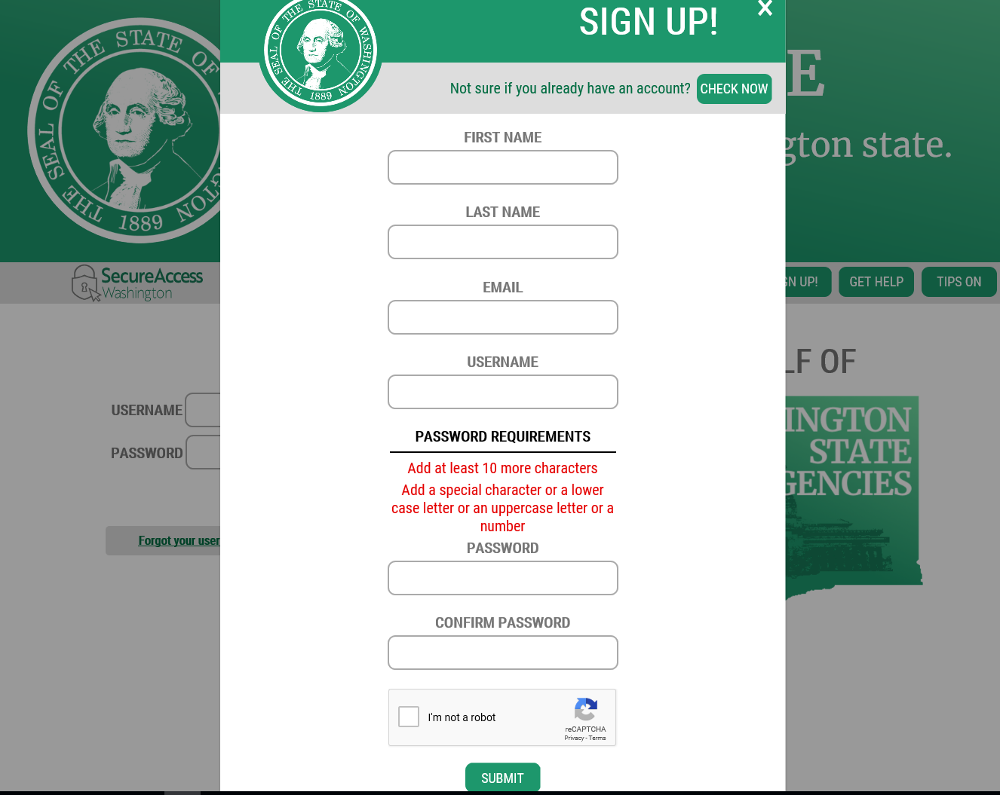 THE SEAL OF THE STATE OF WASHINGTON
1889
SIGN UP!
X
Not sure if you already have an account?
CHECK NOW
FIRST NAME
LAST NAME
EMAIL
USERNAME
PASSWORD REQUIREMENTS
Add at least 10 more characters
Add a special character or a lower
case letter or an uppercase letter or a
number
PASSWORD
CONFIRM PASSWORD
I'm not a robot
reCAPTCHA
Privacy - Terms
SUBMIT
THE SEAL OF THE STATE OF
NGTON
1889
E
gton state.
SecureAccess
Washington
GN UP!
GET HELP
TIPS ON
USERNAME
PASSWORD
Forgot your user
LF OF
INGTON
STATE
GENCIES